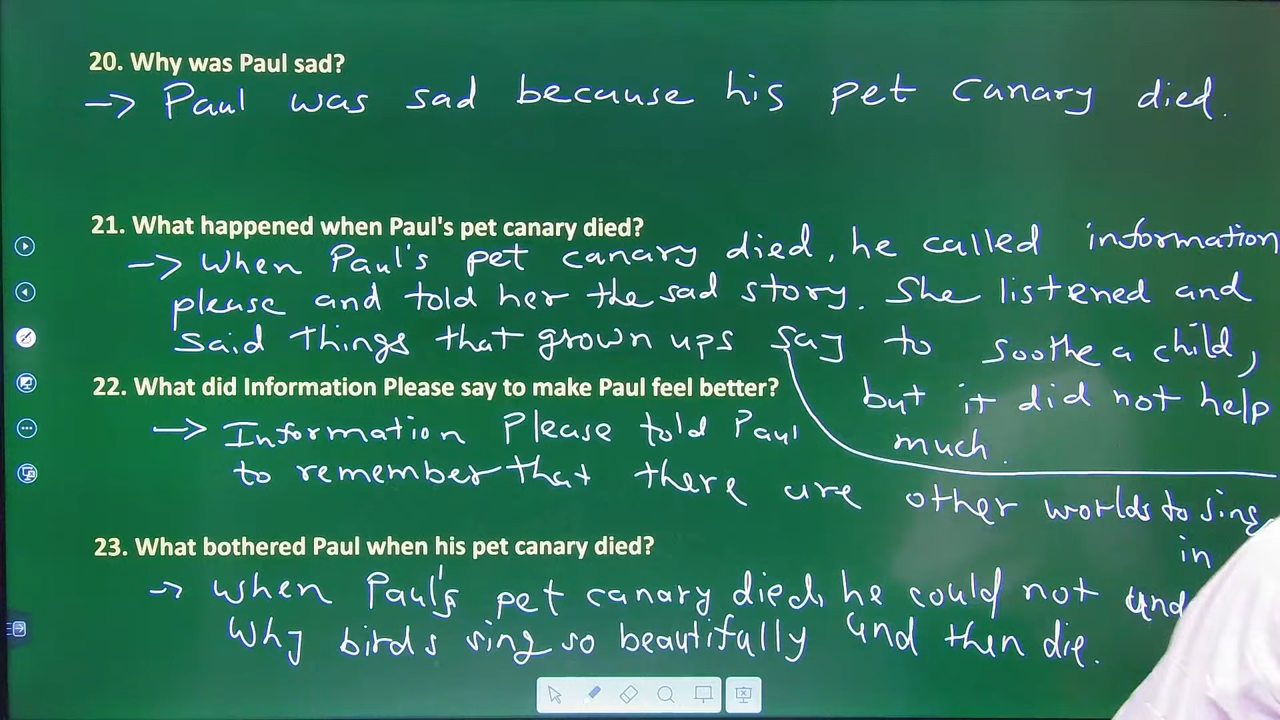 20. Why was Paul sad?
-> Paul was sad because his pet canary died.
21. What happened when Paul's pet canary died?
-> When Paul's pet canary died, he called information
please and told her the sad story. She listened and
said things that grown ups say to soothe a child,
but it did not help
much.
22. What did Information Please say to make Paul feel better?
-> Information Please told Paul
to remember that there are other worlds to sing
in
23. What bothered Paul when his pet canary died?
-> When Paul's pet canary died, he could not
why birds sing so beautifully and then die.